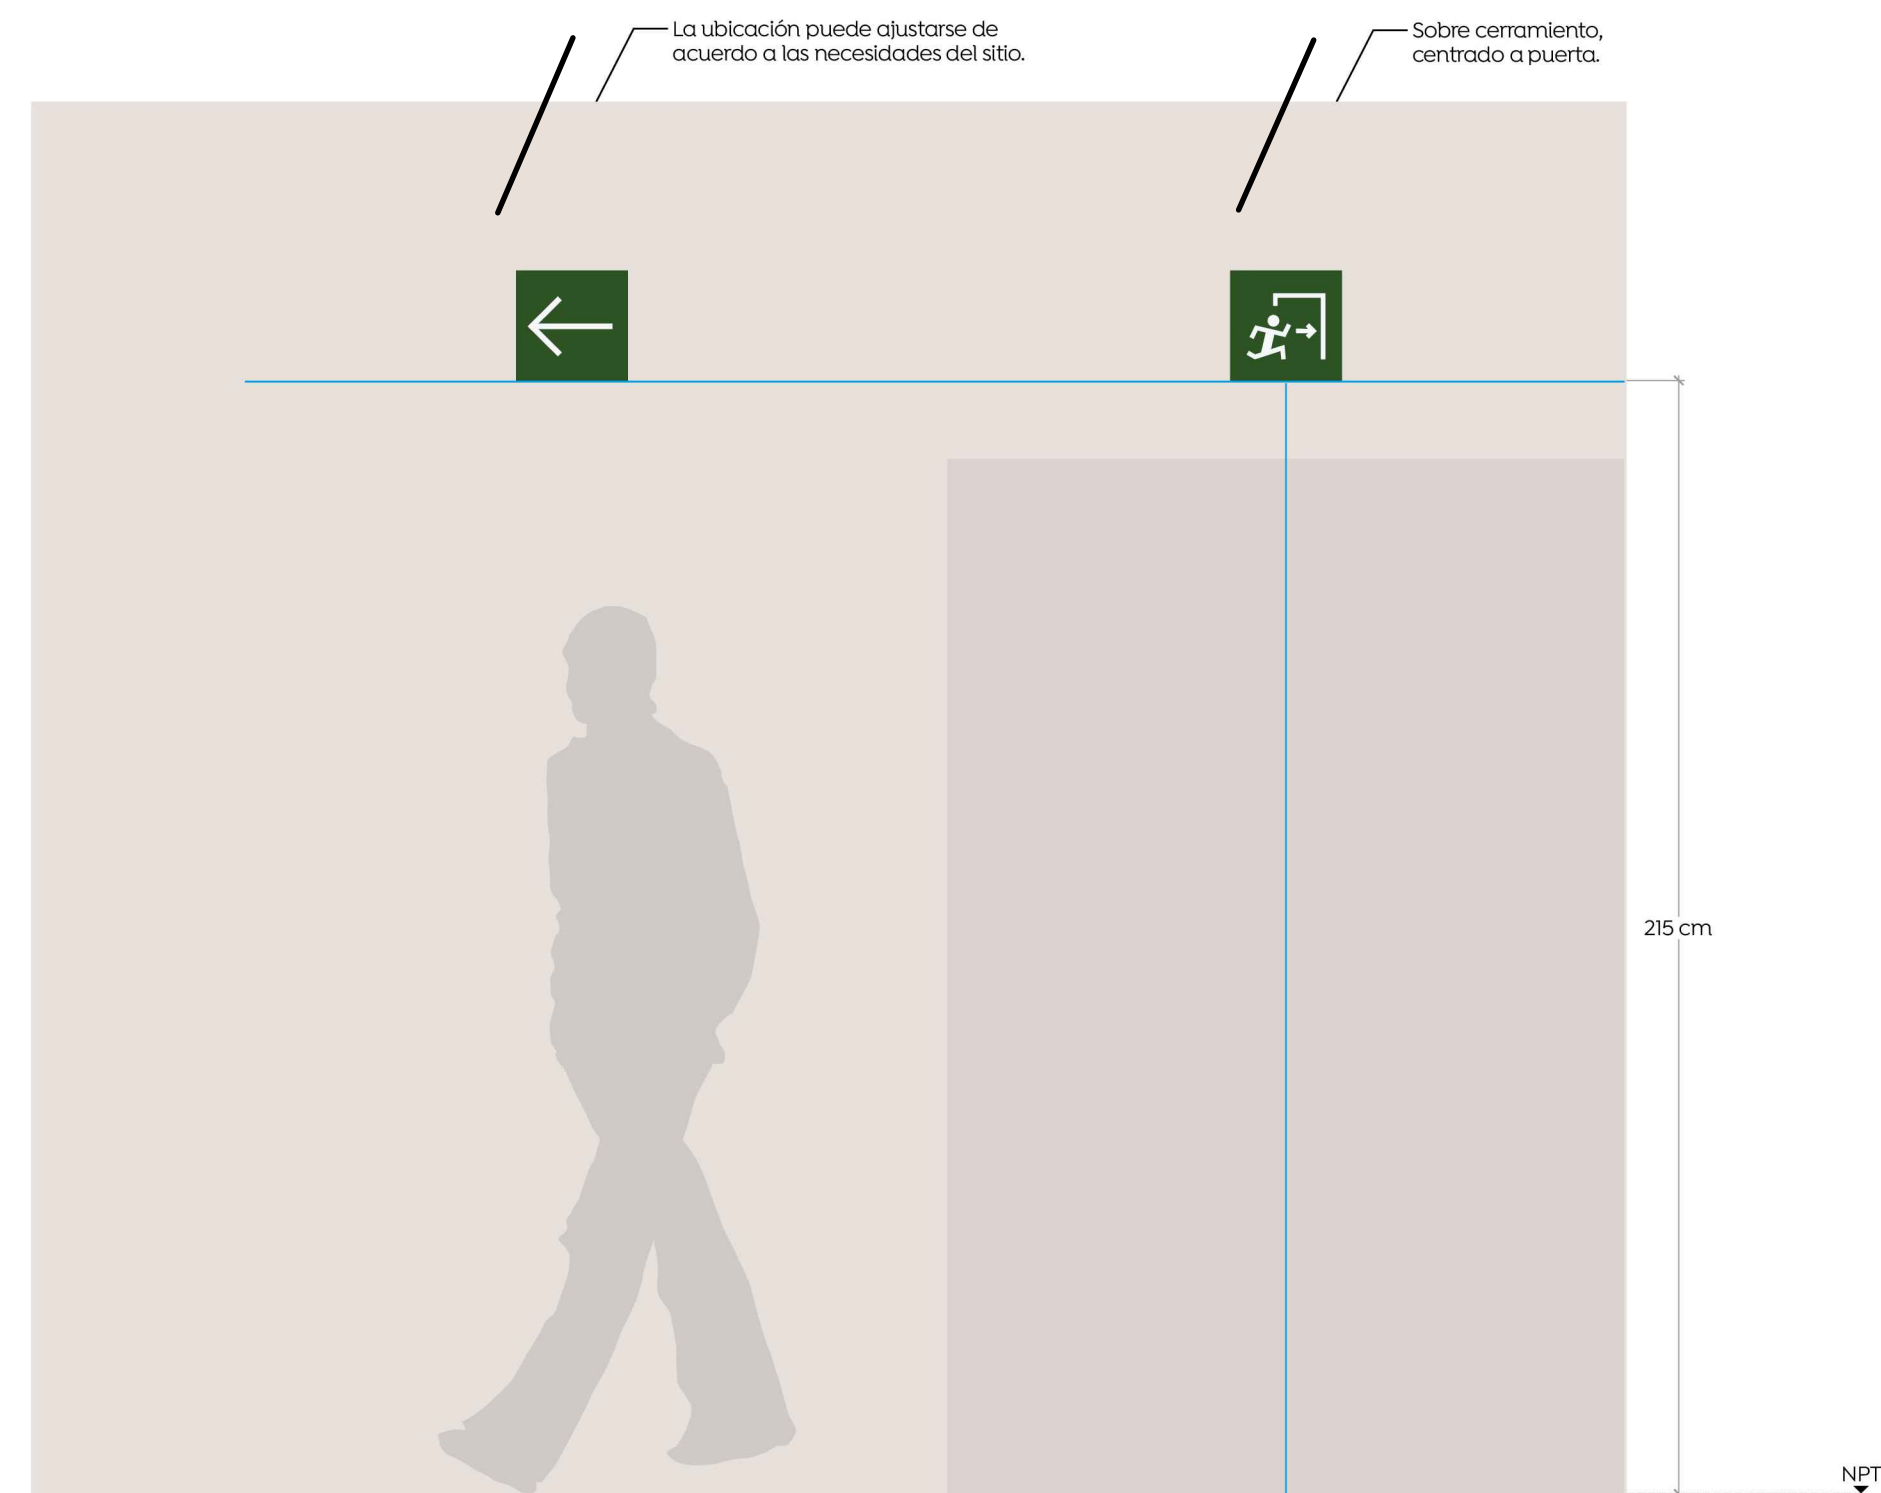 La ubicación puede ajustarse de
acuerdo a las necesidades del sitio.
Sobre cerramiento,
centrado a puerta.
215 cm
NPT